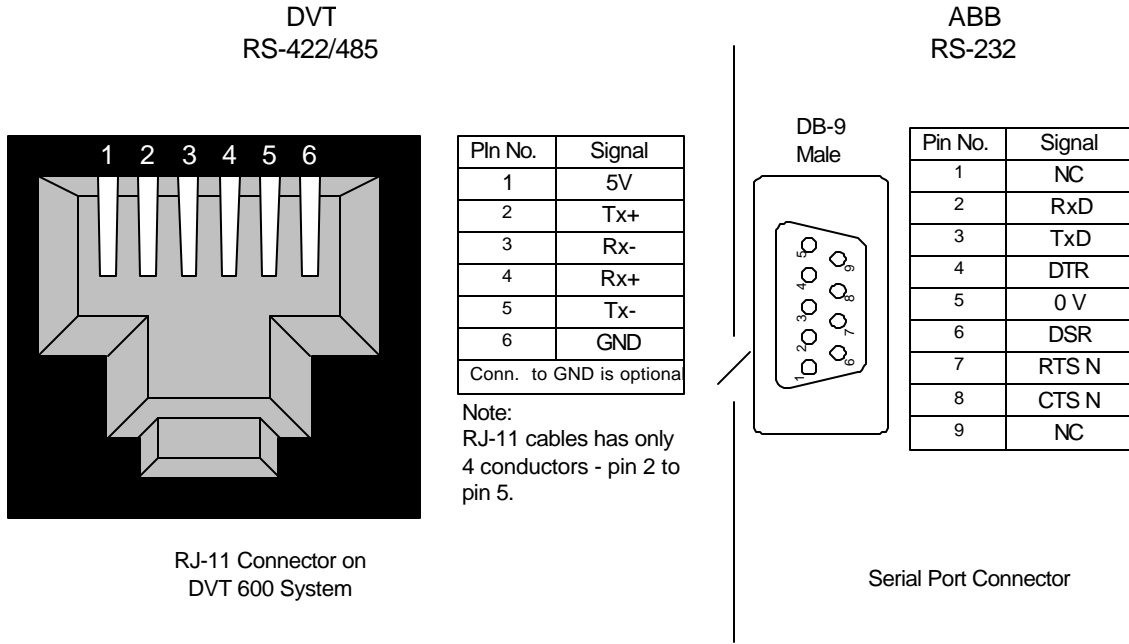 DVT
RS-422/485
1 2 3 4 5 6
PIn No. Signal
1 5V
2 Tx+
3 Rx-
4 Rx+
5 Tx-
6 GND
Conn. to GND is optional
Note:
RJ-11 cables has only
4 conductors - pin 2 to
pin 5.
RJ-11 Connector on
DVT 600 System
ABB
RS-232
DB-9
Male
5
9
4
8
3
7
2
6
1
Pin No. Signal
1 NC
2 RxD
3 TxD
4 DTR
5 0 V
6 DSR
7 RTS N
8 CTS N
9 NC
Serial Port Connector